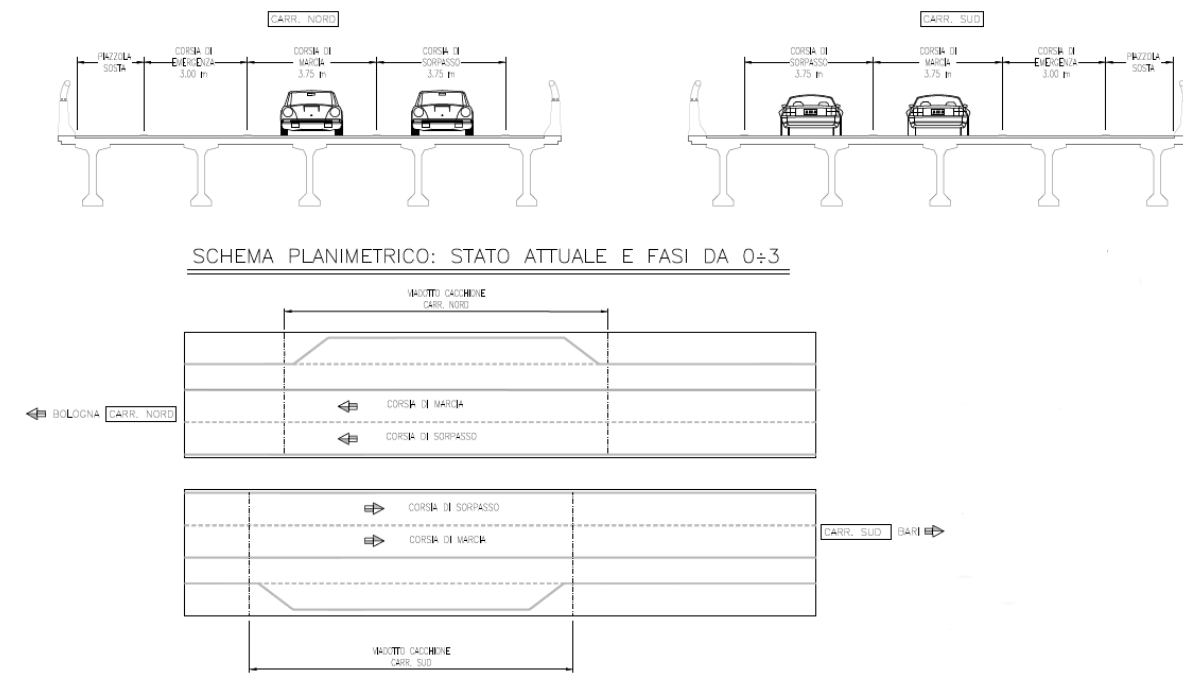 CARR. NORD
CARR. SUD
PIAZZOLA
SOSTA
CORSIA DI
EMERGENZA
3.00 m
CORSIA DI
MARCIA
3.75 m
CORSIA DI
SORPASSO
3.75 m
CORSIA DI
SORPASSO
3.75 m
CORSIA DI
MARCIA
3.75 m
CORSIA DI
EMERGENZA
3.00 m
PIAZZOLA
SOSTA
SCHEMA PLANIMETRICO: STATO ATTUALE E FASI DA 0÷3
VIADOTTO CACCHIONE
CARR. NORD
CORSIA DI MARCIA
BOLOGNA CARR. NORD
CORSIA DI SORPASSO
CORSIA DI SORPASSO
CARR. SUD BARI
CORSIA DI MARCIA
VIADOTTO CACCHIONE
CARR. SUD